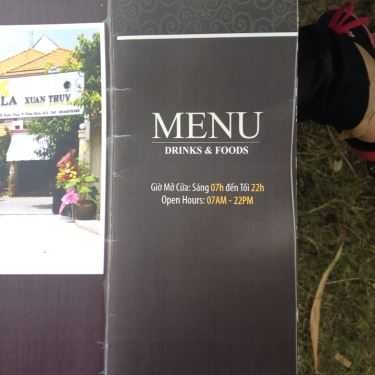 LA XUAN THUY
MENU
DRINKS & FOODS
Giờ Mở Cửa: Sáng 07h đến Tối 22h
Open Hours: 07AM - 22PM